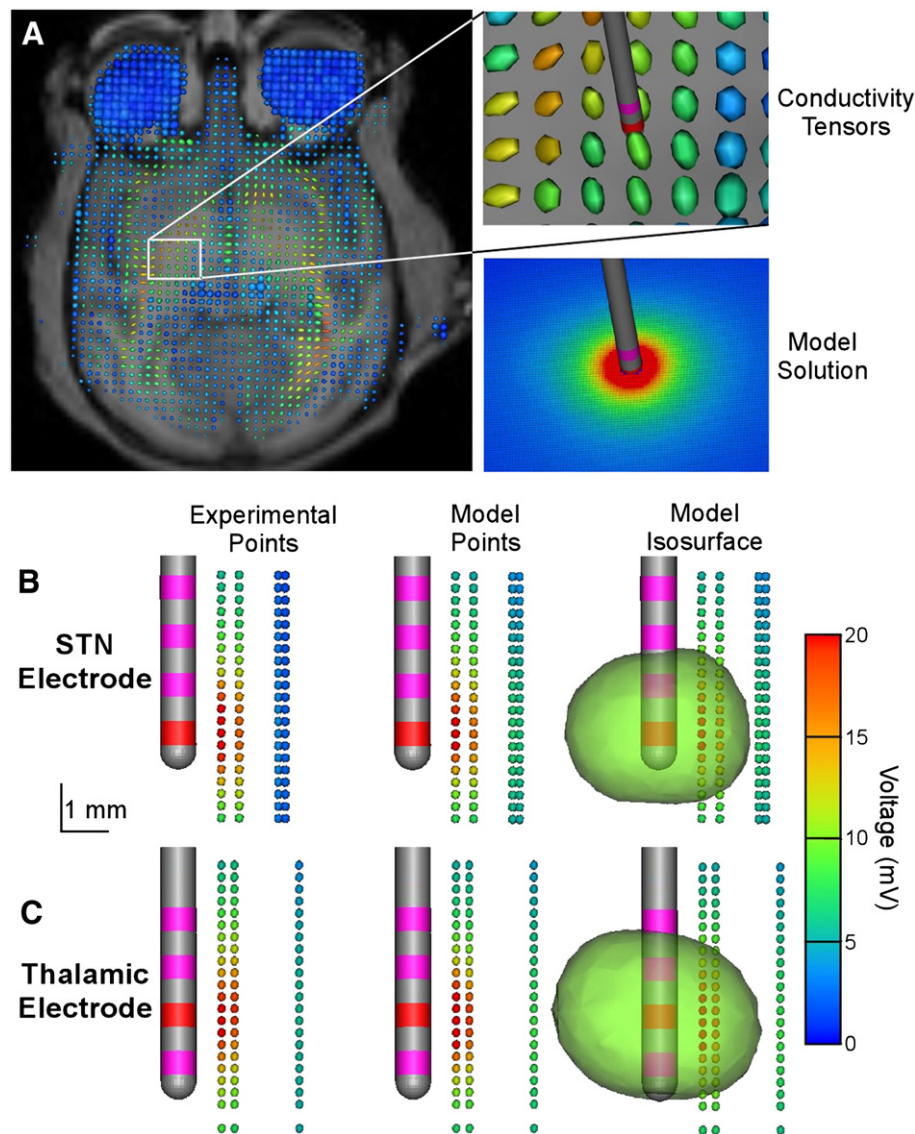 A
Conductivity
Tensors
Model
Solution
Experimental
Points
Model
Points
Model
Isosurface
B
STN
Electrode
1 mm
C
Thalamic
Electrode
20
15
10
5
0
Voltage (mV)